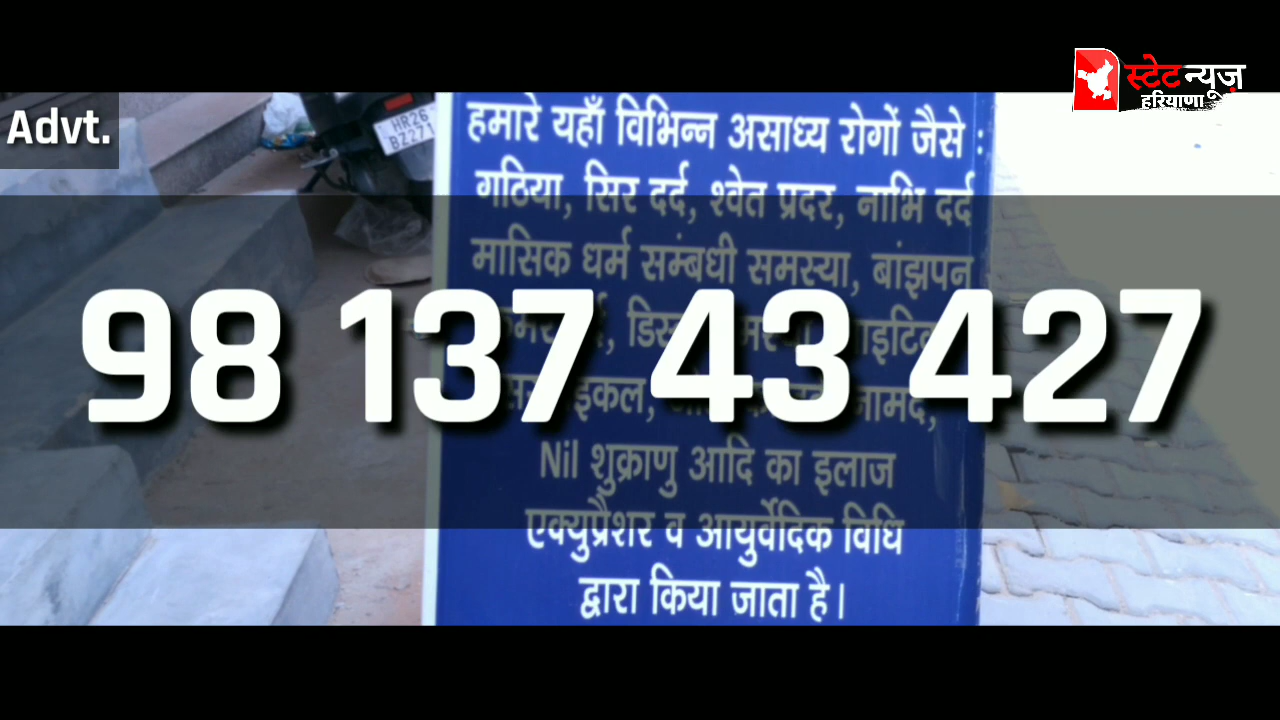 स्टेट न्यूज़
हरियाणा
Advt.
HR26
BZ271
हमारे यहाँ विभिन्न असाध्य रोगों जैसे :
गठिया, सिर दर्द, श्वेत प्रदर, नाभि दर्द
मासिक धर्म सम्बधी समस्या, बांझपन
98 137 43 427
Nil शुक्राणु आदि का इलाज
एक्युप्रैशर व आयुर्वेदिक विधि
द्वारा किया जाता है।